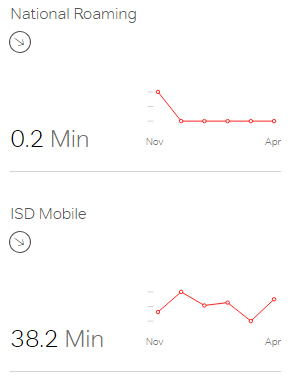 National Roaming
0.2 Min
Nov Apr
ISD Mobile
38.2 Min
Nov Apr